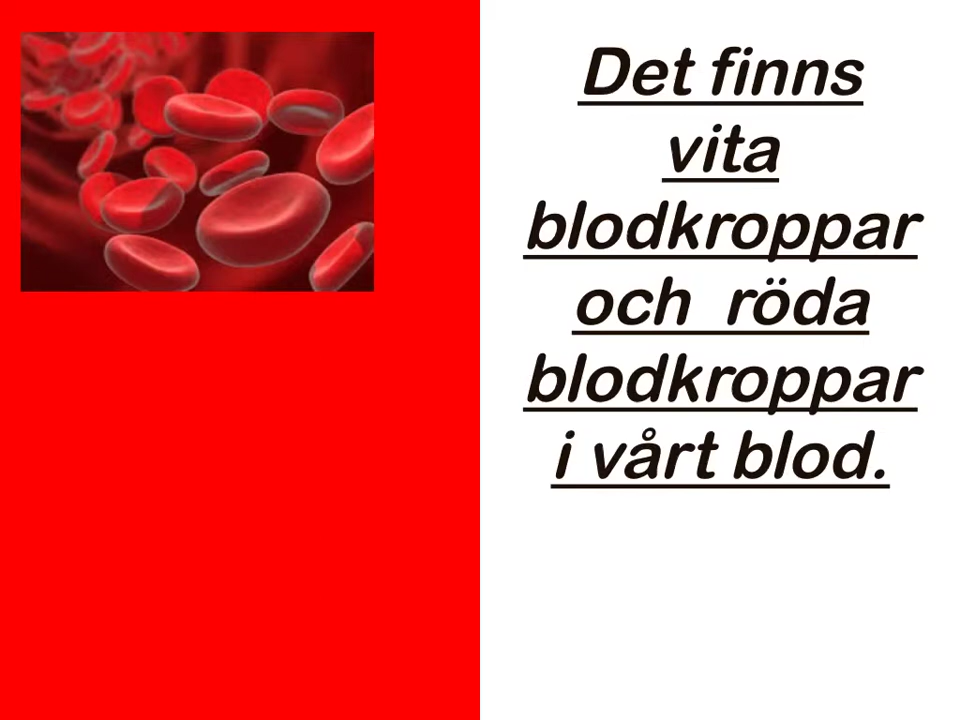 Det finns
vita
blodkroppar
och  röda
blodkroppar
i vårt blod.